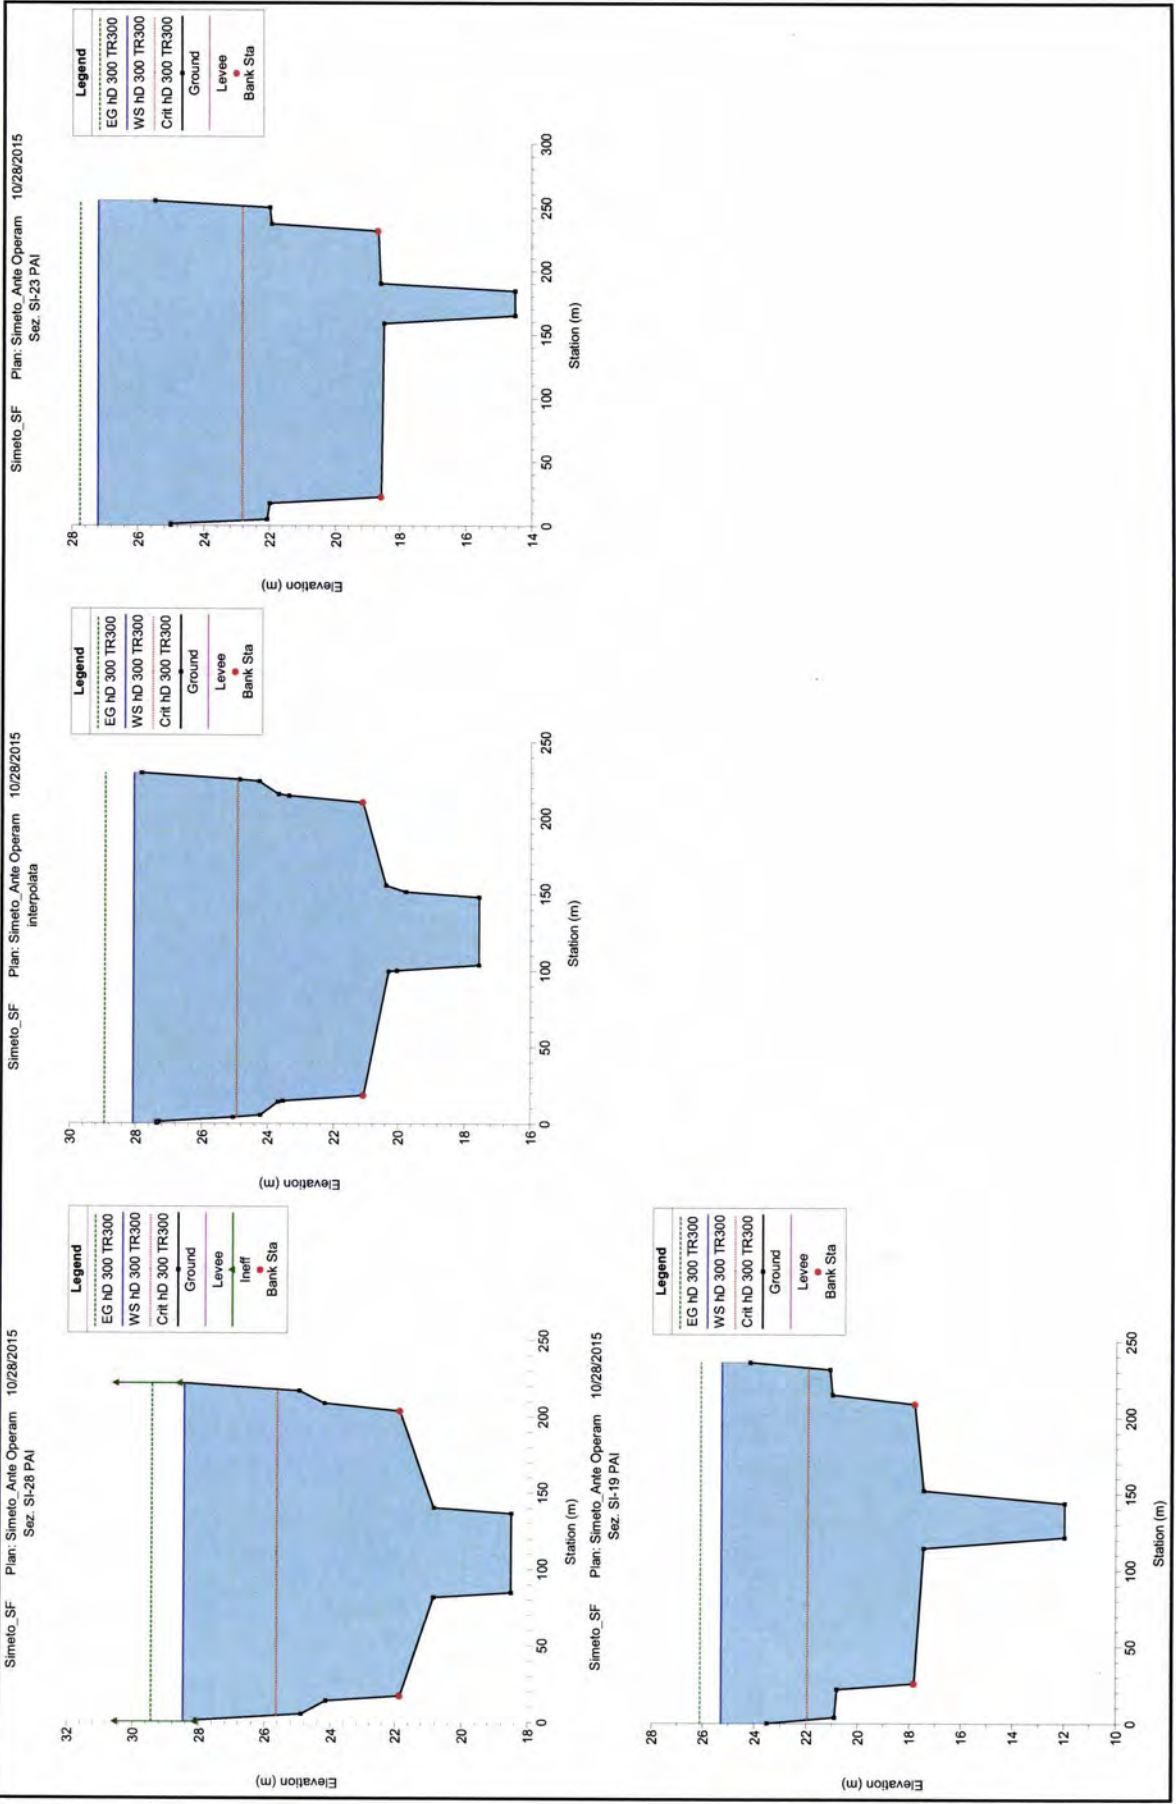 Simeto_SF Plan: Simeto_Ante Operam 10/28/2015
Sez. SI-28 PAI
Elevation (m)
32
30
28
26
24
22
20
18
0
50
100
150
200
250
Station (m)
Legend
EG hD 300 TR300
WS hD 300 TR300
Crit hD 300 TR300
Ground
Levee
Ineff
Bank Sta
Simeto_SF Plan: Simeto_Ante Operam 10/28/2015
interpolata
Elevation (m)
30
28
26
24
22
20
18
16
0
50
100
150
200
250
Station (m)
Legend
EG hD 300 TR300
WS hD 300 TR300
Crit hD 300 TR300
Ground
Levee
Bank Sta
Simeto_SF Plan: Simeto_Ante Operam 10/28/2015
Sez. SI-23 PAI
Elevation (m)
28
26
24
22
20
18
16
14
0
50
100
150
200
250
300
Station (m)
Legend
EG hD 300 TR300
WS hD 300 TR300
Crit hD 300 TR300
Ground
Levee
Bank Sta
Simeto_SF Plan: Simeto_Ante Operam 10/28/2015
Sez. SI-19 PAI
Elevation (m)
28
26
24
22
20
18
16
14
12
10
0
50
100
150
200
250
Station (m)
Legend
EG hD 300 TR300
WS hD 300 TR300
Crit hD 300 TR300
Ground
Levee
Bank Sta